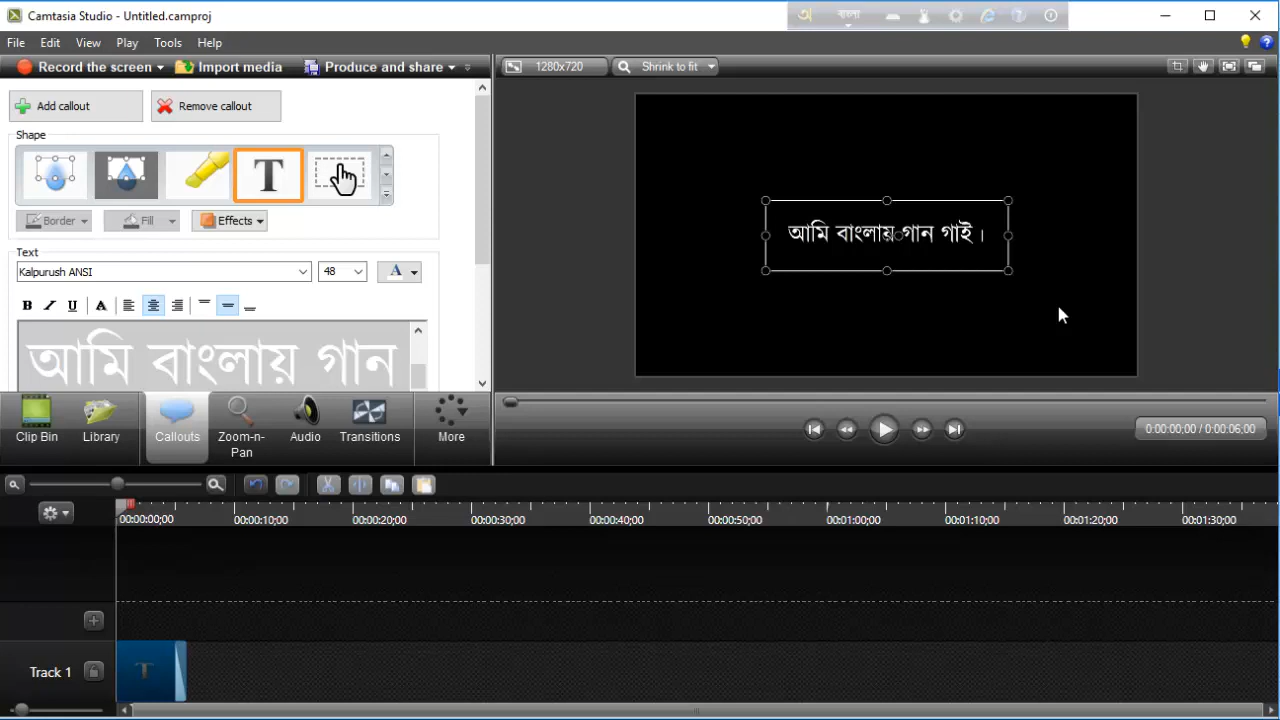 Camtasia Studio - Untitled.camproj
বাংলা
File Edit View Play Tools Help
Record the screen Import media Produce and share
1280x720 Shrink to fit
Add callout Remove callout
Shape
T
Border Fill Effects
Text
Kalpurush ANSI 48 A
B I U A
আমি বাংলায় গান
আমি বাংলায় গান গাই।
Clip Bin Library Callouts Zoom-n-Pan Audio Transitions More
0:00:00;00 / 0:00:06;00
00:00:00;00 00:00:10;00 00:00:20;00 00:00:30;00 00:00:40;00 00:00:50;00 00:01:00;00 00:01:10;00 00:01:20;00 00:01:30;00
Track 1 T